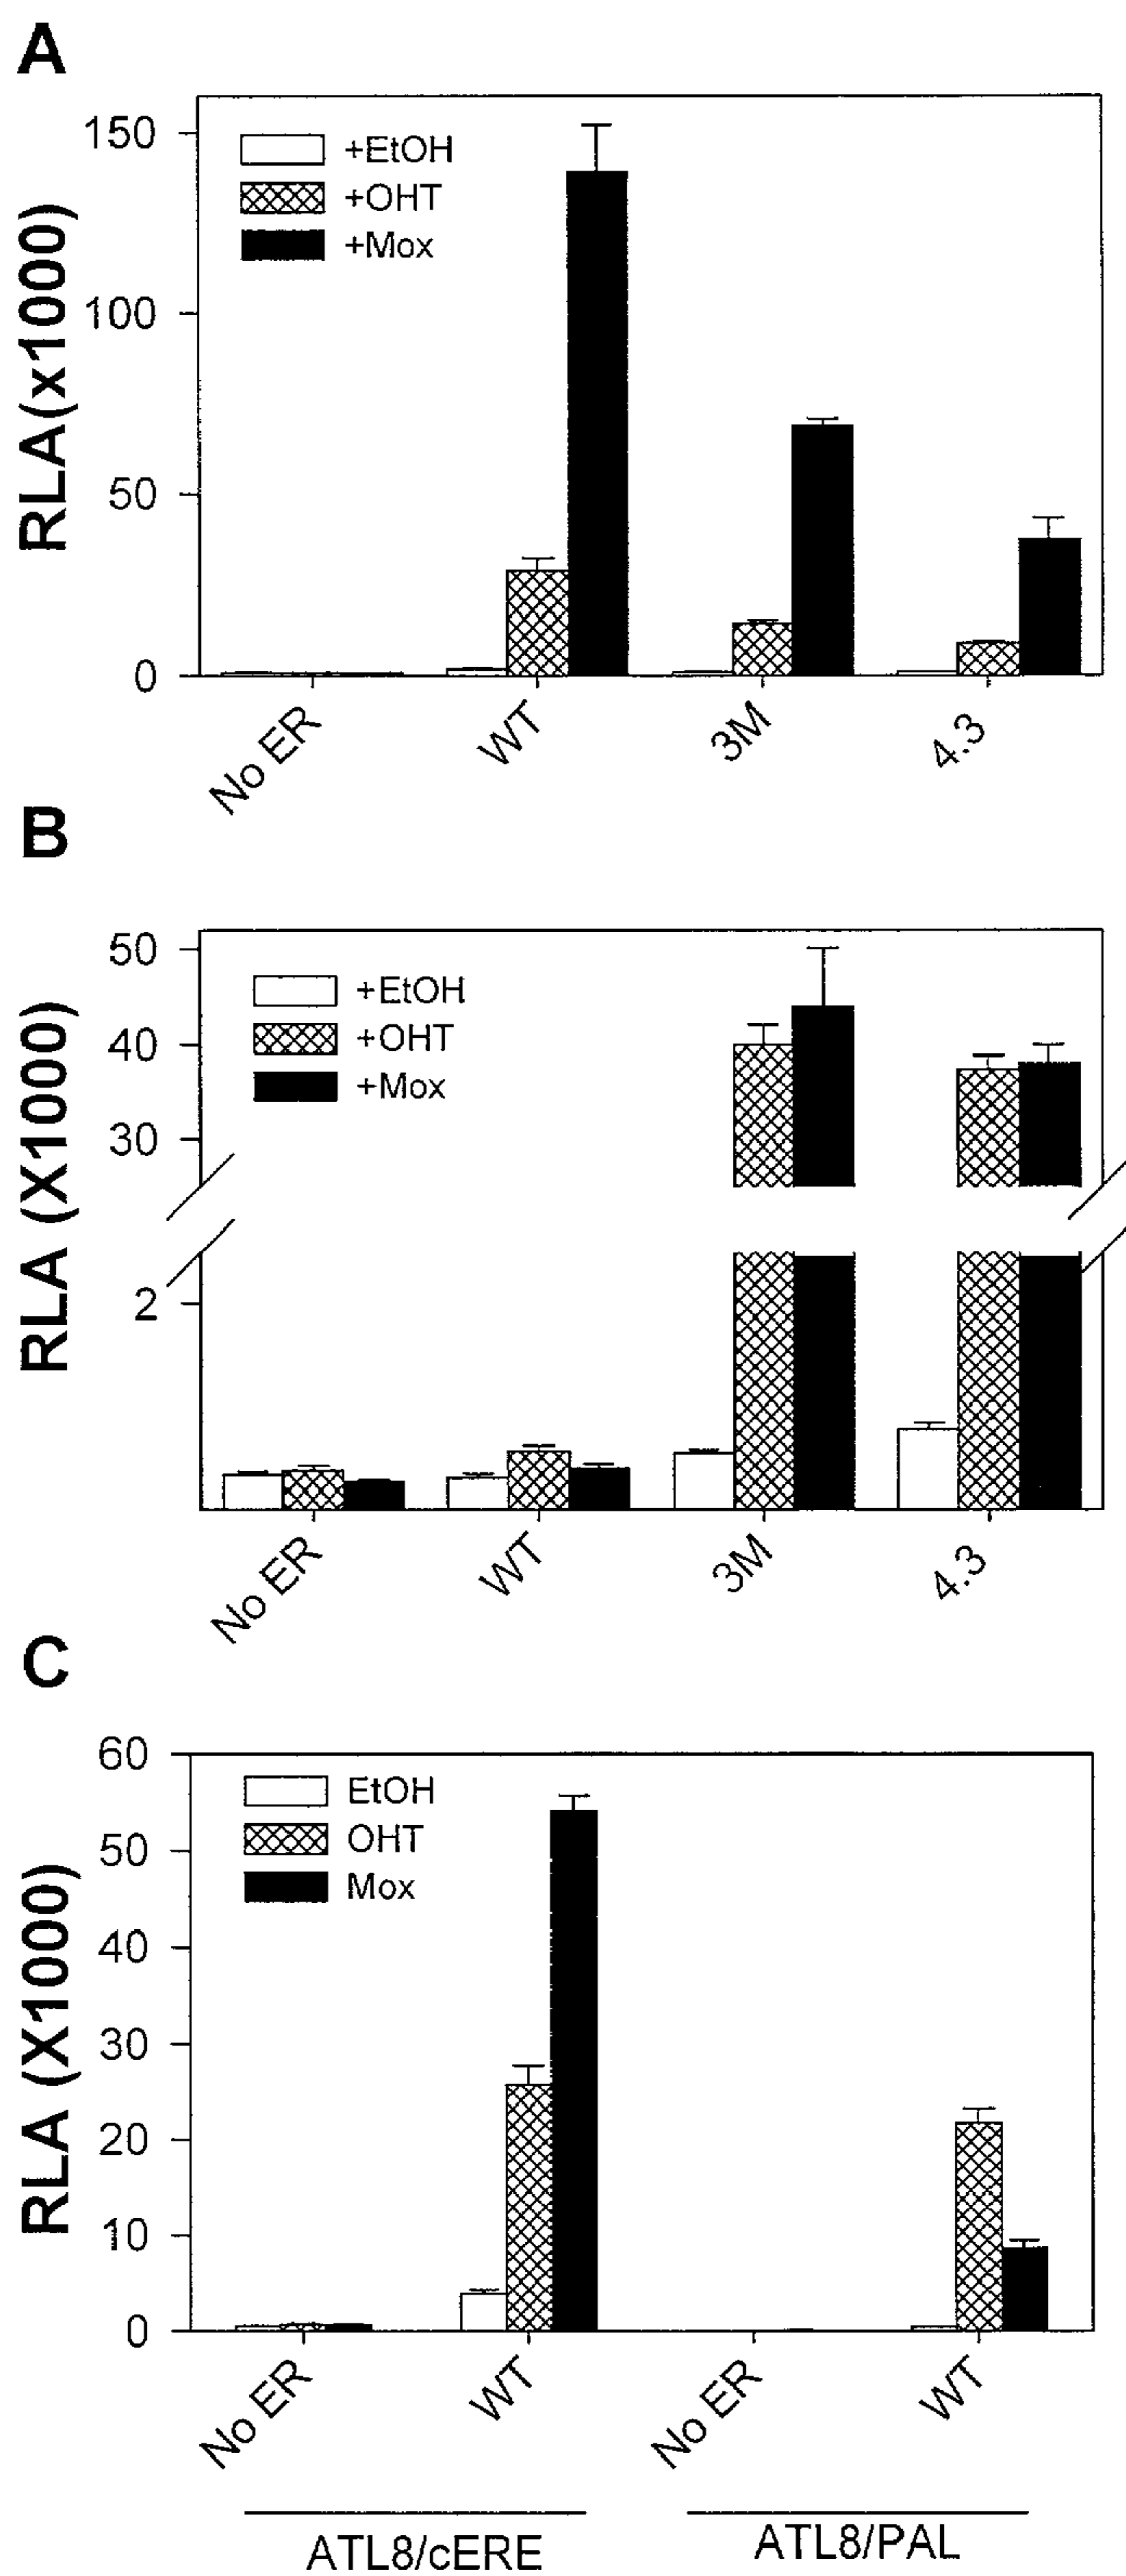 A
RLA(x1000)
150
100
50
0
+EtOH
+OHT
+Mox
No ER
WT
3M
4.3
B
RLA (X1000)
50
40
30
2
+EtOH
+OHT
+Mox
No ER
WT
3M
4.3
C
RLA (X1000)
60
50
40
30
20
10
0
EtOH
OHT
Mox
No ER
WT
No ER
WT
ATL8/cERE
ATL8/PAL